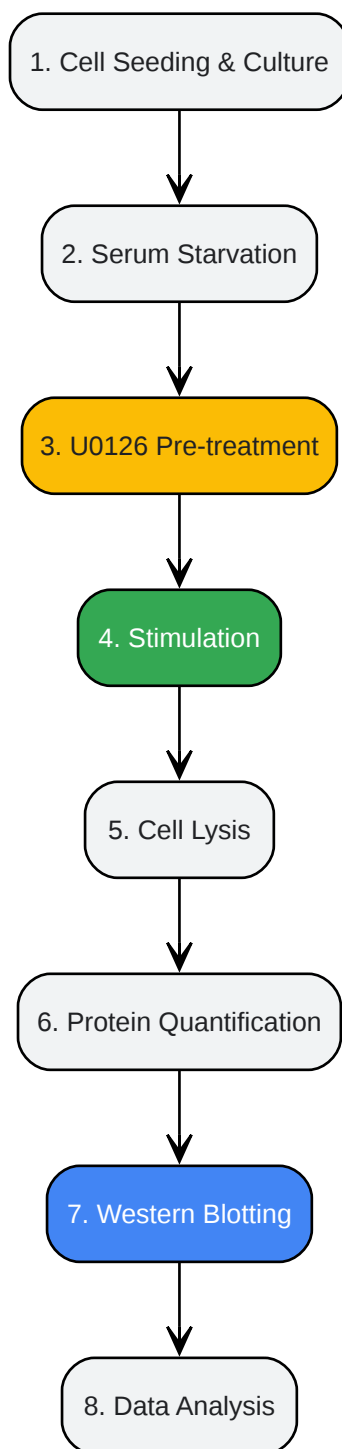 1. Cell Seeding & Culture
2. Serum Starvation
3. U0126 Pre-treatment
4. Stimulation
5. Cell Lysis
6. Protein Quantification
7. Western Blotting
8. Data Analysis